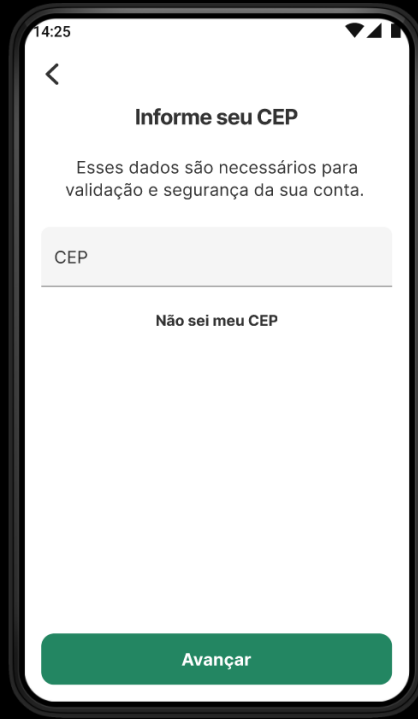 14:25
Informe seu CEP
Esses dados são necessários para
validação e segurança da sua conta.
CEP
Não sei meu CEP
Avançar